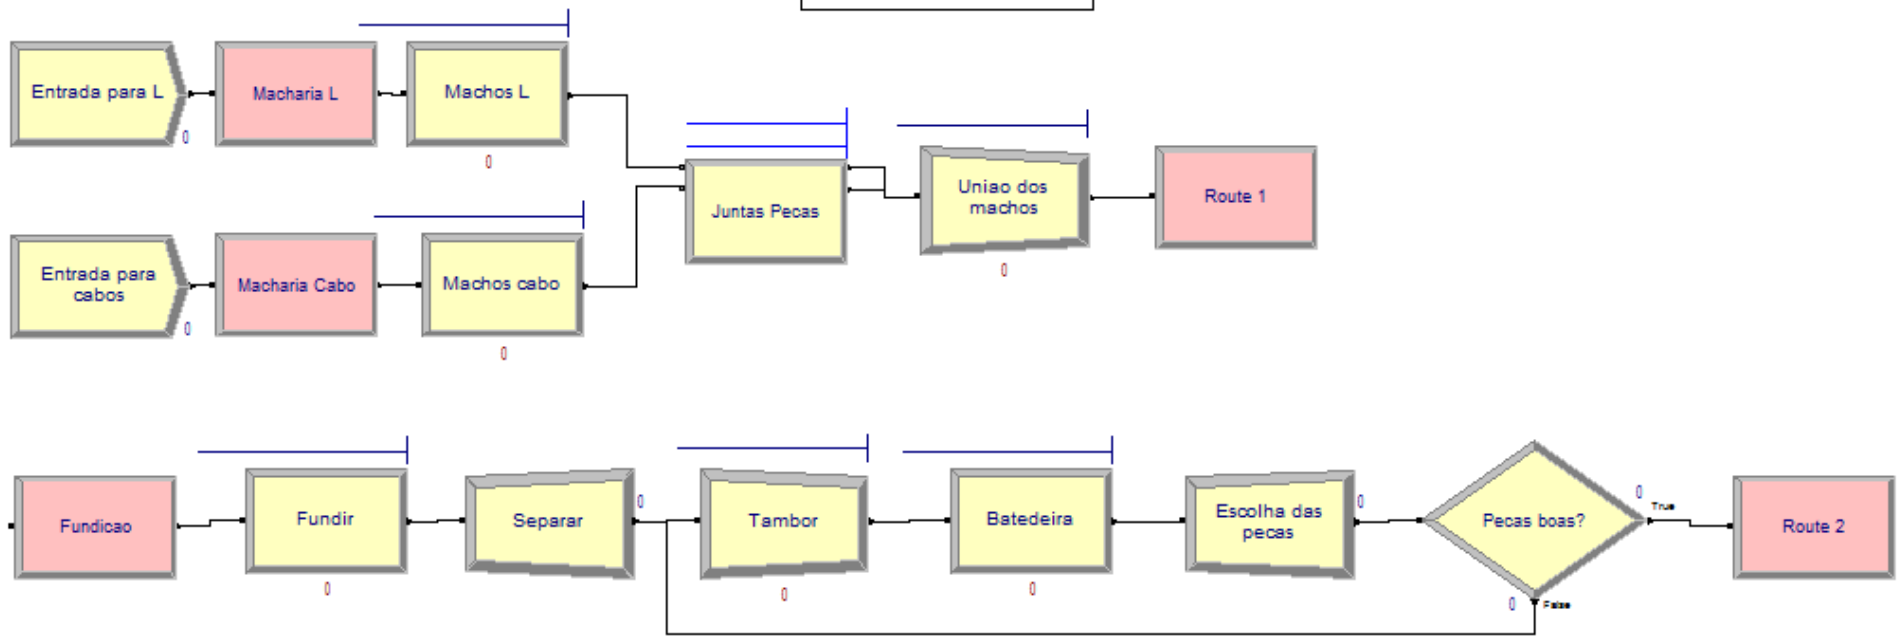 Entrada para L
Macharia L
Machos L
0
0
Juntas Pecas
Uniao dos
machos
Route 1
0
Entrada para
cabos
Macharia Cabo
Machos cabo
0
0
Fundicao
Fundir
0
Separar
0
Tambor
0
Batedeira
0
Escolha das
pecas
0
Pecas boas?
0
True
0
False
Route 2